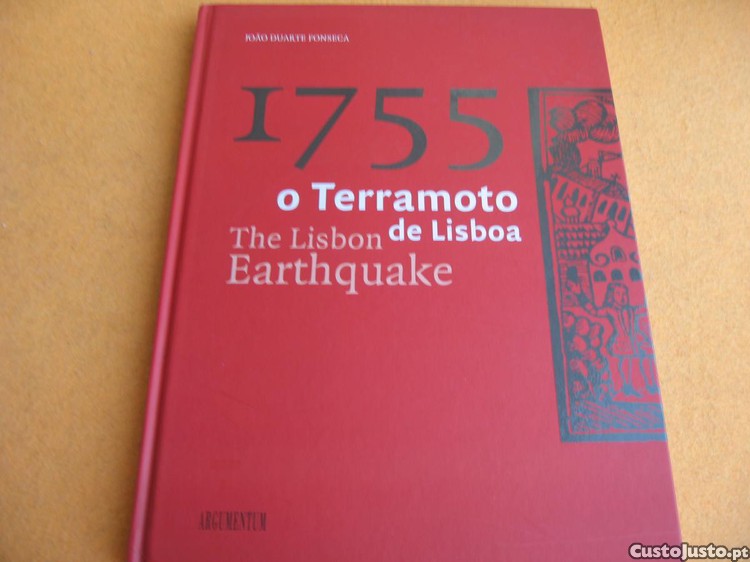 JOÃO DUARTE FONSECA
1755
o Terramoto
de Lisboa
The Lisbon
Earthquake
ARGUMENTUM
CustoJusto.pt